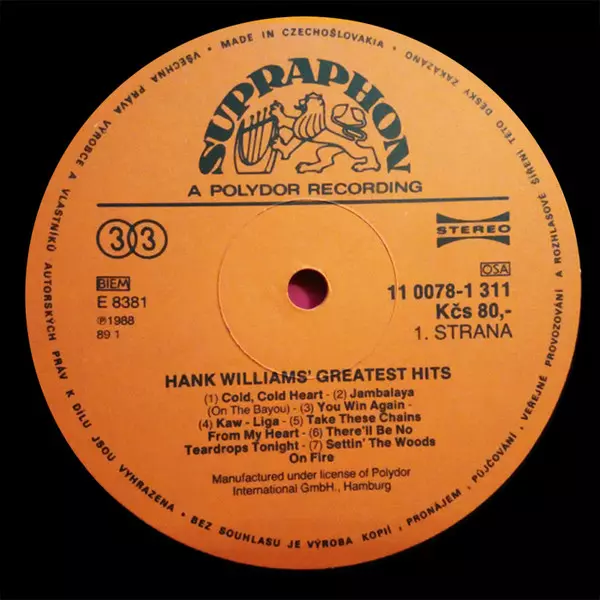 VŠECHNA PRÁVA VÝROBCE A VLASTNÍKŮ AUTORSKÝCH PRÁV K DÍLU JSOU VYHRAZENA • BEZ SOUHLASU JE VÝROBA KOPIÍ, PRONÁJEM, PŮJČOVÁNÍ, VEŘEJNÉ PROVOZOVÁNÍ A ROZHLASOVÉ ŠÍŘENÍ TÉTO DESKY ZAKÁZÁNO
• MADE IN CZECHOSLOVAKIA •
SUPRAPHON
A POLYDOR RECORDING
33
STEREO
BIEM
OSA
E 8381
11 0078-1 311
Kčs 80,-
℗1988
89 1
1. STRANA
HANK WILLIAMS' GREATEST HITS
(1) Cold, Cold Heart - (2) Jambalaya
(On The Bayou) - (3) You Win Again -
(4) Kaw - Liga - (5) Take These Chains
From My Heart - (6) There'll Be No
Teardrops Tonight - (7) Settin' The Woods
On Fire
Manufactured under license of Polydor
International GmbH., Hamburg